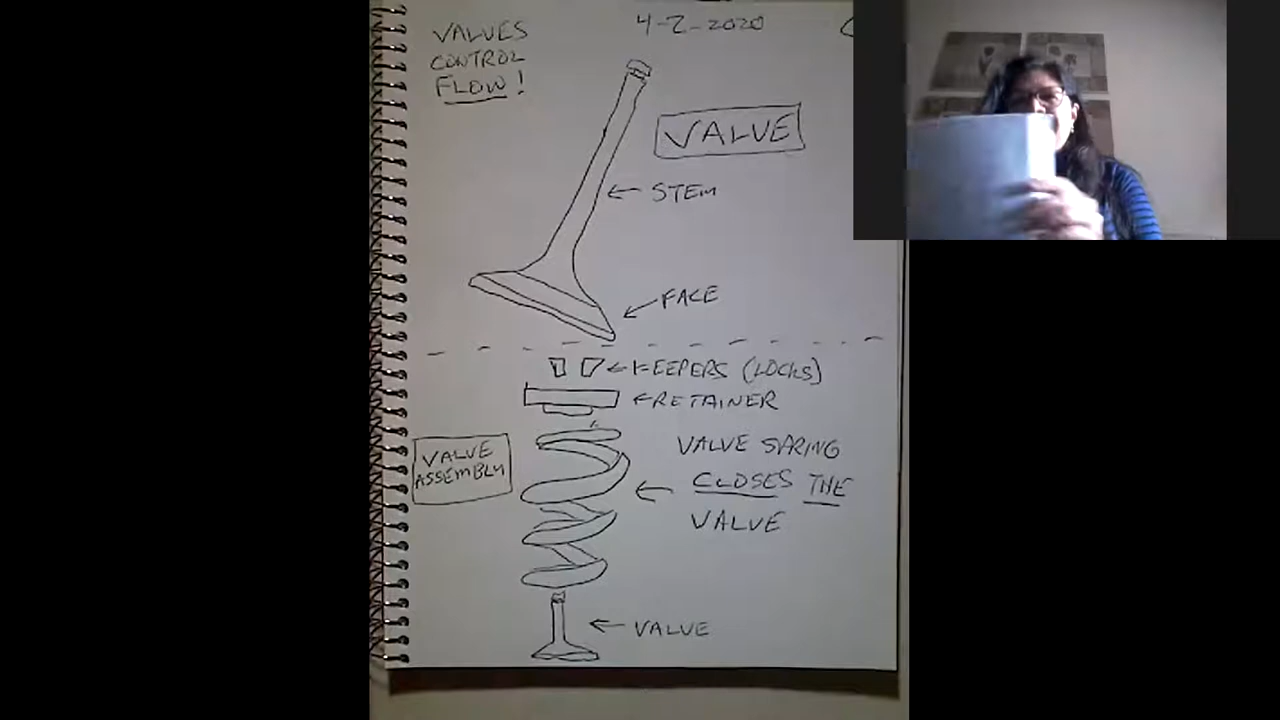 VALUES
CONTROL
FLOW!
4-2-2020
VALVE
STEM
FACE
KEEPERS (LOCKS)
RETAINER
VALVE
ASSEMBLY
VALVE SPRING
CLOSES THE
VALVE
VALVE